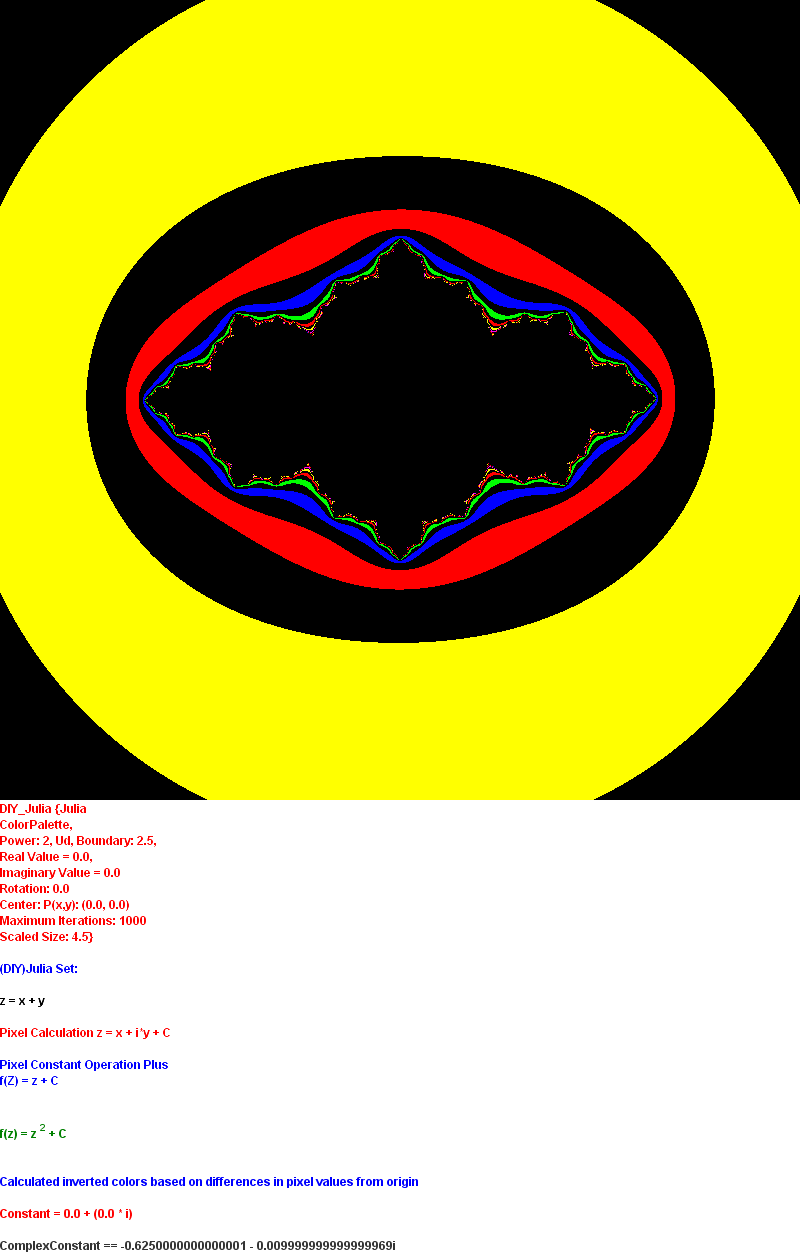 DIY_Julia {Julia
ColorPalette,
Power: 2, Ud, Boundary: 2.5,
Real Value = 0.0,
Imaginary Value = 0.0
Rotation: 0.0
Center: P(x,y): (0.0, 0.0)
Maximum Iterations: 1000
Scaled Size: 4.5}
(DIY)Julia Set:
z = x + y
Pixel Calculation z = x + i*y + C
Pixel Constant Operation Plus
f(Z) = z + C
f(z) = z 2 + C
Calculated inverted colors based on differences in pixel values from origin
Constant = 0.0 + (0.0 * i)
ComplexConstant == -0.6250000000000001 - 0.009999999999999969i